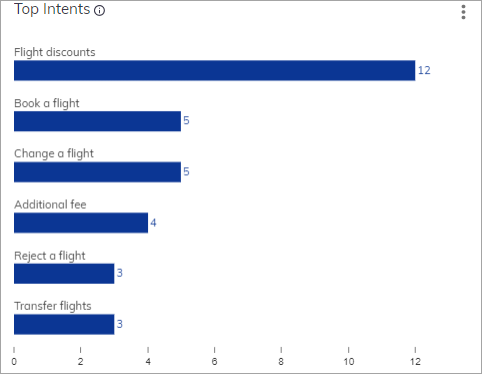 Top Intents
Flight discounts
12
Book a flight
5
Change a flight
5
Additional fee
4
Reject a flight
3
Transfer flights
3
0 2 4 6 8 10 12